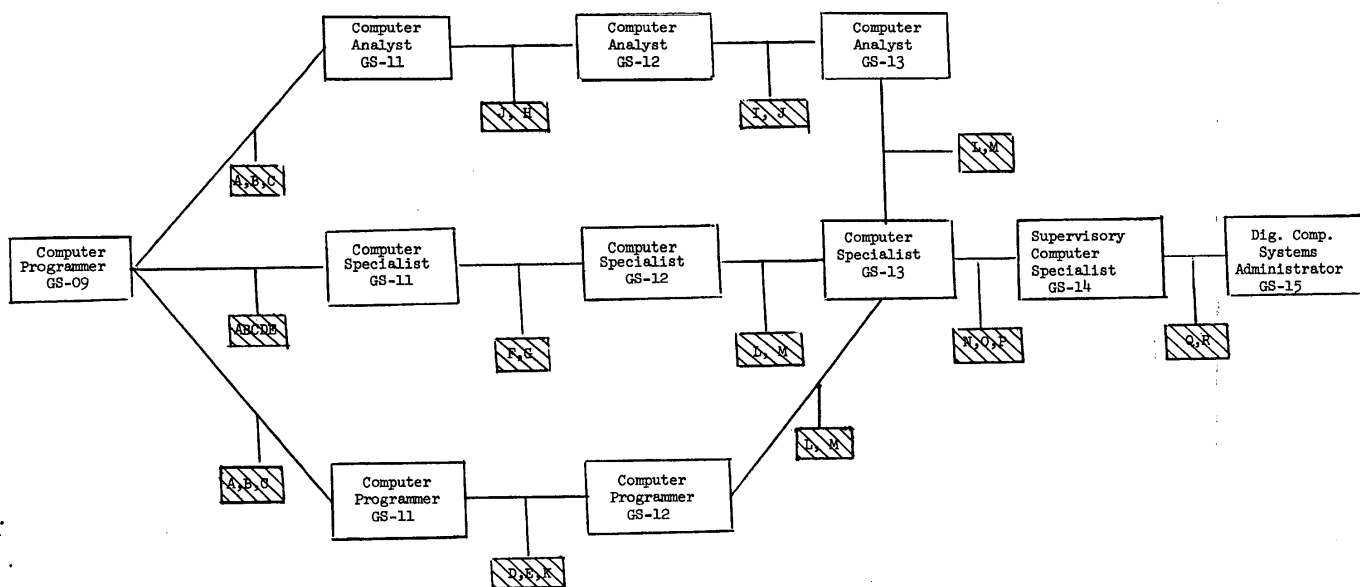 Computer
Analyst
GS-11
Computer
Analyst
GS-12
Computer
Analyst
GS-13
J, H
I, J
L,M
A,B,C
Computer
Programmer
GS-09
Computer
Specialist
GS-11
Computer
Specialist
GS-12
Computer
Specialist
GS-13
Supervisory
Computer
Specialist
GS-14
Dig. Comp.
Systems
Administrator
GS-15
ABCDE
F,G
L, M
N,O,P
Q,R
L, M
A,B,C
Computer
Programmer
GS-11
Computer
Programmer
GS-12
D,E,K